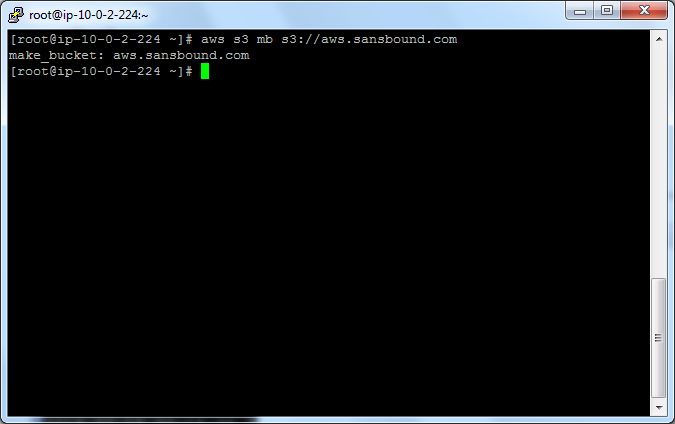 root@ip-10-0-2-224:~
[root@ip-10-0-2-224 ~]# aws s3 mb s3://aws.sansbound.com
make_bucket: aws.sansbound.com
[root@ip-10-0-2-224 ~]#